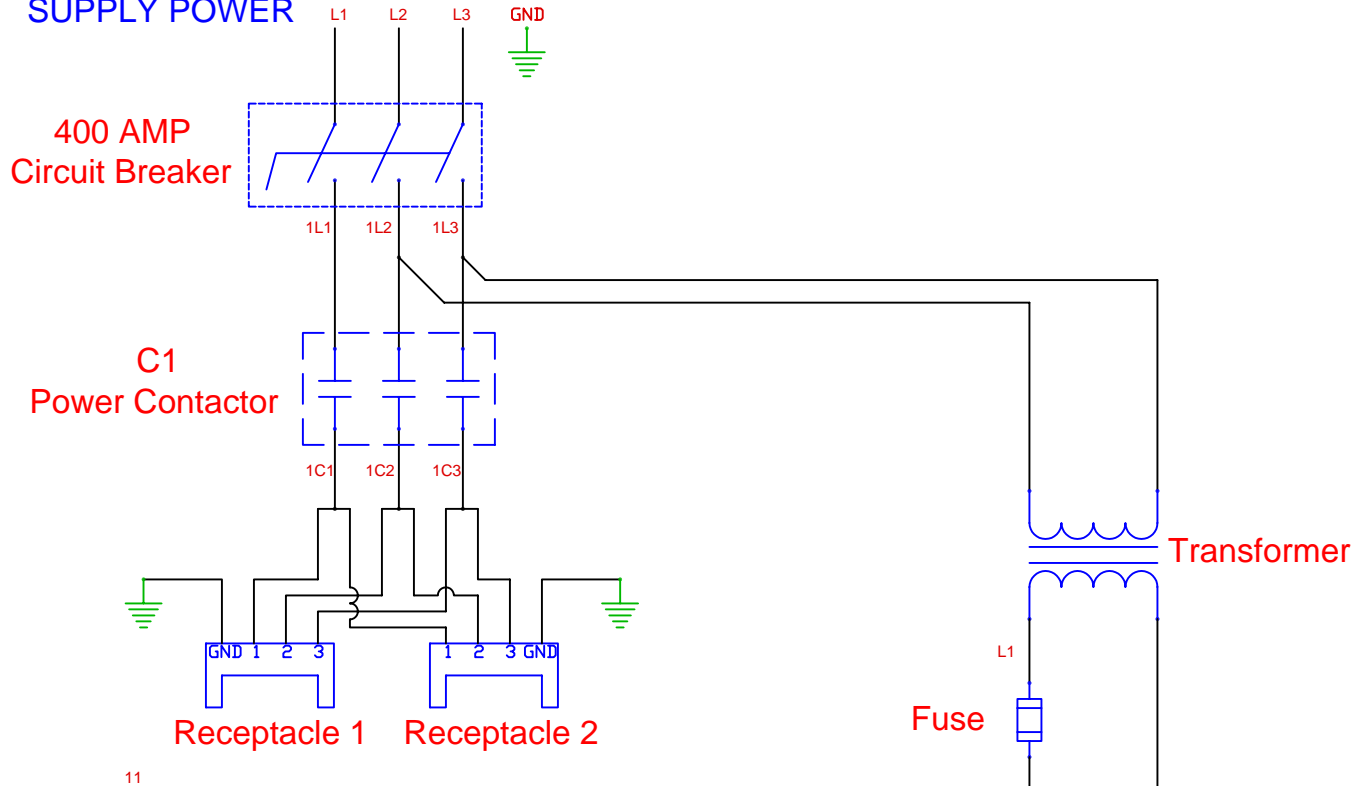 SUPPLY POWER
L1 L2 L3 GND
400 AMP
Circuit Breaker
1L1 1L2 1L3
C1
Power Contactor
1C1 1C2 1C3
Transformer
GND 1 2 3
1 2 3 GND
L1
Fuse
Receptacle 1
Receptacle 2
11